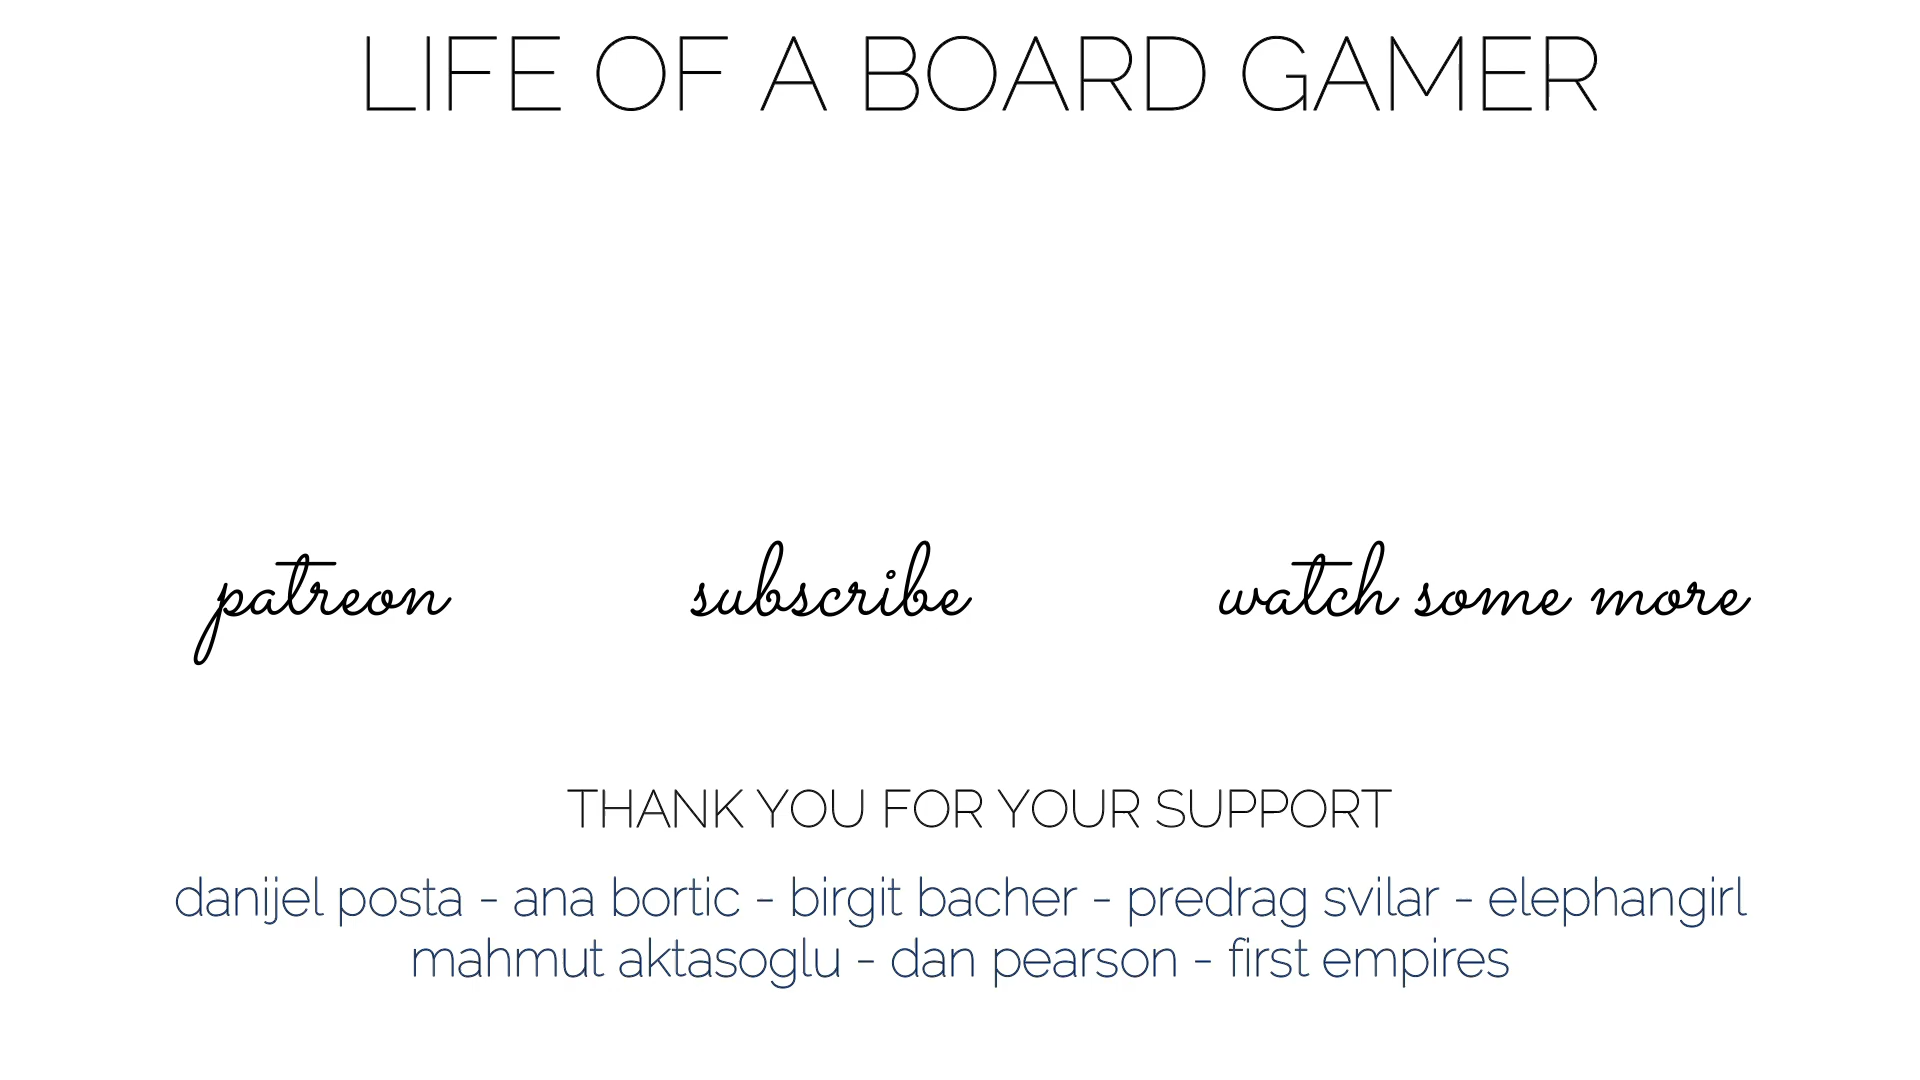 LIFE OF A BOARD GAMER
patreon subscribe watch some more
THANK YOU FOR YOUR SUPPORT
danijel posta - ana bortic - birgit bacher - predrag svilar - elephangirl
mahmut aktasoglu - dan pearson - first empires